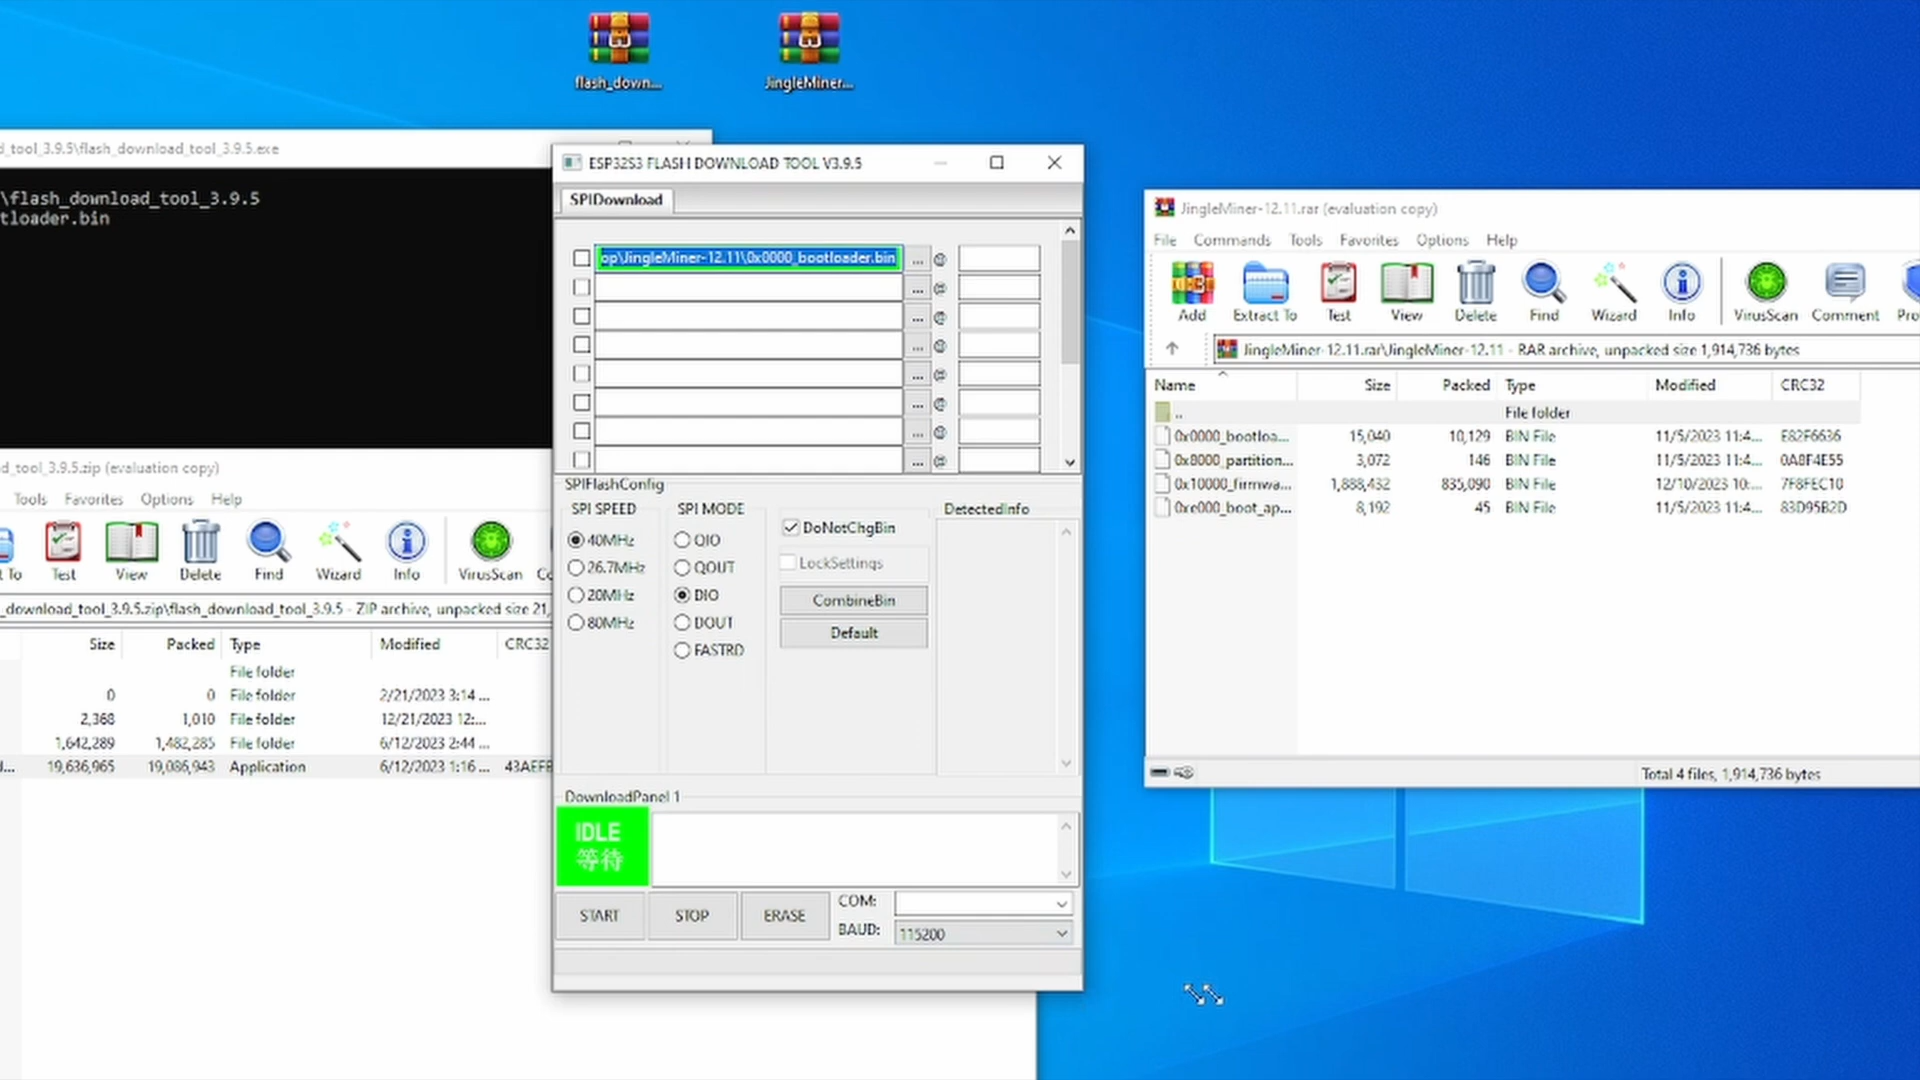 flash_down...
JingleMiner...
d_tool_3.9.5\flash_download_tool_3.9.5.exe
\flash_download_tool_3.9.5
tloader.bin
d_tool_3.9.5.zip (evaluation copy)
Tools Favorites Options Help
t To Test View Delete Find Wizard Info VirusScan Co
_download_tool_3.9.5.zip\flash_download_tool_3.9.5 - ZIP archive, unpacked size 21,
Size Packed Type Modified CRC32
File folder
0 0 File folder 2/21/2023 3:14 ...
2,368 1,010 File folder 12/21/2023 12:...
1,642,289 1,482,285 File folder 6/12/2023 2:44 ...
J... 19,636,965 19,086,943 Application 6/12/2023 1:16 ... 43AEFE
ESP32S3 FLASH DOWNLOAD TOOL V3.9.5
SPIDownload
op\JingleMiner-12.11\0x0000_bootloader.bin ... @
... @
... @
... @
... @
... @
... @
... @
SPIFlashConfig
SPI SPEED
40MHz
26.7MHz
20MHz
80MHz
SPI MODE
QIO
QOUT
DIO
DOUT
FASTRD
DoNotChgBin
LockSettings
CombineBin
Default
DetectedInfo
DownloadPanel 1
IDLE
等待
START STOP ERASE
COM:
BAUD: 115200
JingleMiner-12.11.rar (evaluation copy)
File Commands Tools Favorites Options Help
Add Extract To Test View Delete Find Wizard Info VirusScan Comment Pro
JingleMiner-12.11.rar\JingleMiner-12.11 - RAR archive, unpacked size 1,914,736 bytes
Name Size Packed Type Modified CRC32
.. File folder
0x0000_bootloa... 15,040 10,129 BIN File 11/5/2023 11:4... E82F6636
0x8000_partition... 3,072 146 BIN File 11/5/2023 11:4... 0A8F4E55
0x10000_firmwa... 1,888,432 835,090 BIN File 12/10/2023 10:... 7F8FEC10
0xe000_boot_ap... 8,192 45 BIN File 11/5/2023 11:4... 83D95B2D
Total 4 files, 1,914,736 bytes